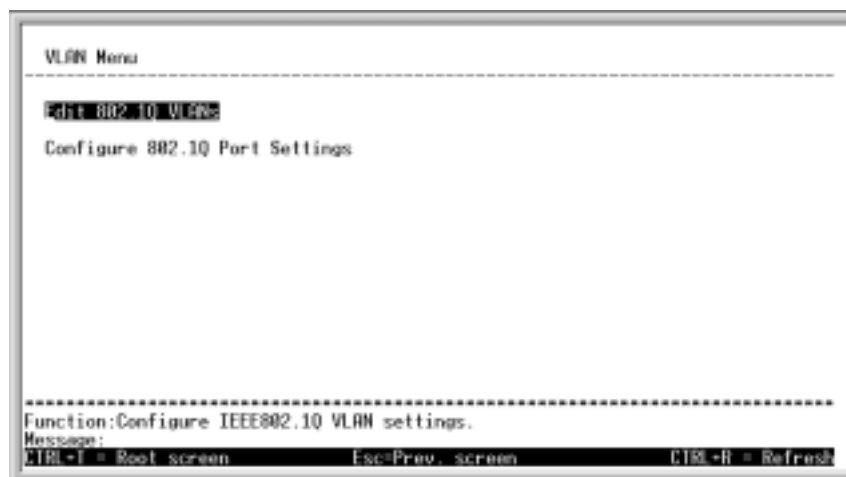 VLAN Menu
Edit 802.1Q VLANs
Configure 802.1Q Port Settings
Function:Configure IEEE802.1Q VLAN settings.
Message:
CTRL+T = Root screen Esc=Prev. screen CTRL+R = Refresh